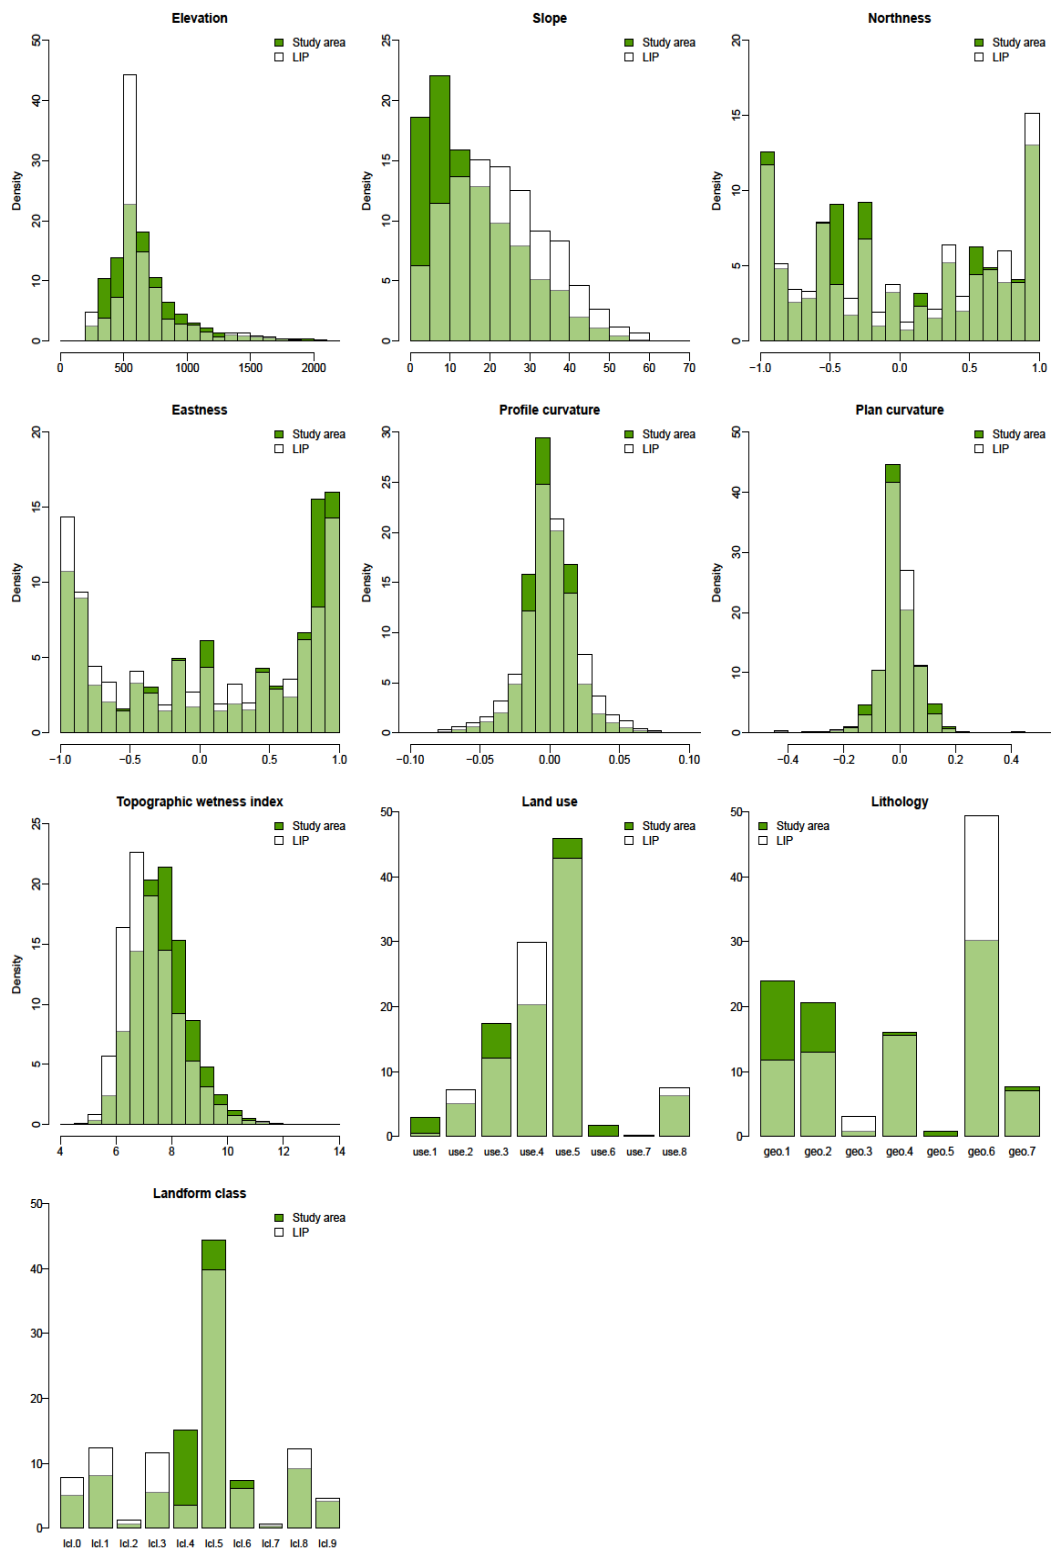 Elevation
Study area
LIP
Density
50
40
30
20
10
0
0 500 1000 1500 2000
Slope
Study area
LIP
Density
25
20
15
10
5
0
0 10 20 30 40 50 60 70
Northness
Study area
LIP
Density
20
15
10
5
0
−1.0 −0.5 0.0 0.5 1.0
Eastness
Study area
LIP
Density
20
15
10
5
0
−1.0 −0.5 0.0 0.5 1.0
Profile curvature
Study area
LIP
Density
30
25
20
15
10
5
0
−0.10 −0.05 0.00 0.05 0.10
Plan curvature
Study area
LIP
Density
50
40
30
20
10
0
−0.4 −0.2 0.0 0.2 0.4
Topographic wetness index
Study area
LIP
Density
25
20
15
10
5
0
4 6 8 10 12 14
Land use
Study area
LIP
50
40
30
20
10
0
use.1 use.2 use.3 use.4 use.5 use.6 use.7 use.8
Lithology
Study area
LIP
50
40
30
20
10
0
geo.1 geo.2 geo.3 geo.4 geo.5 geo.6 geo.7
Landform class
Study area
LIP
50
40
30
20
10
0
lcl.0 lcl.1 lcl.2 lcl.3 lcl.4 lcl.5 lcl.6 lcl.7 lcl.8 lcl.9